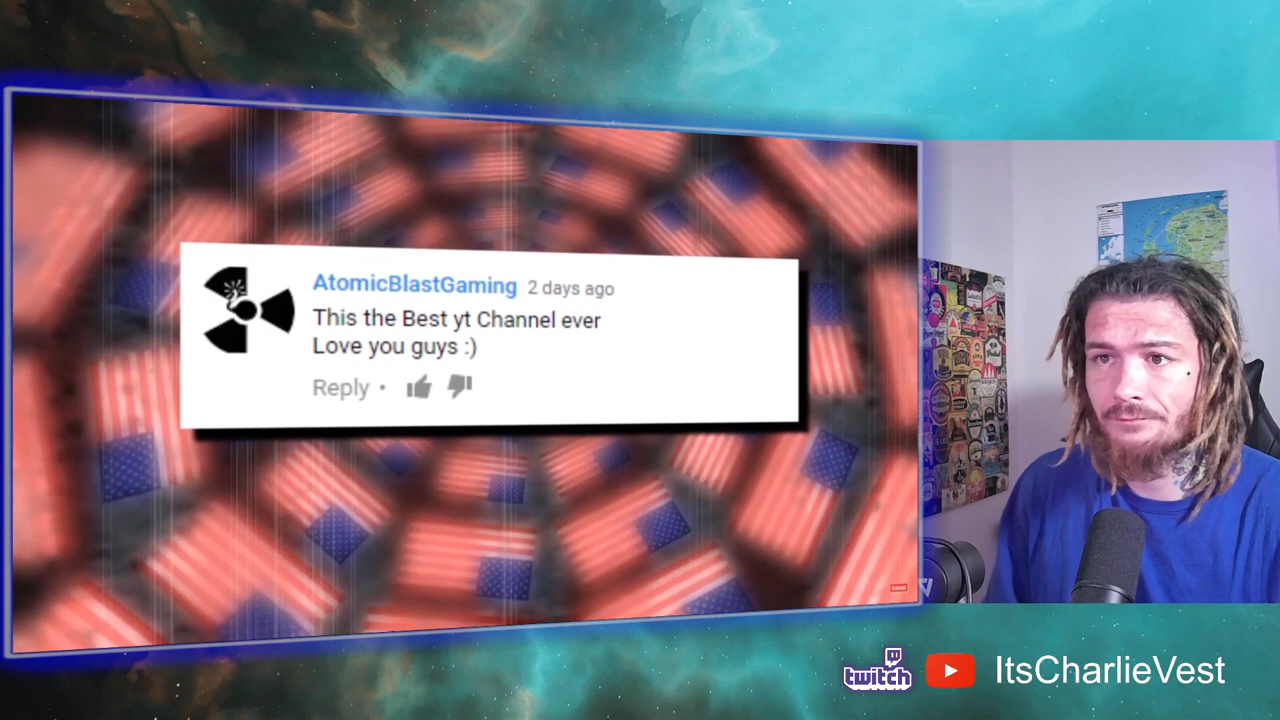 AtomicBlastGaming 2 days ago
This the Best yt Channel ever
Love you guys :)
Reply •
twitch
ItsCharlieVest